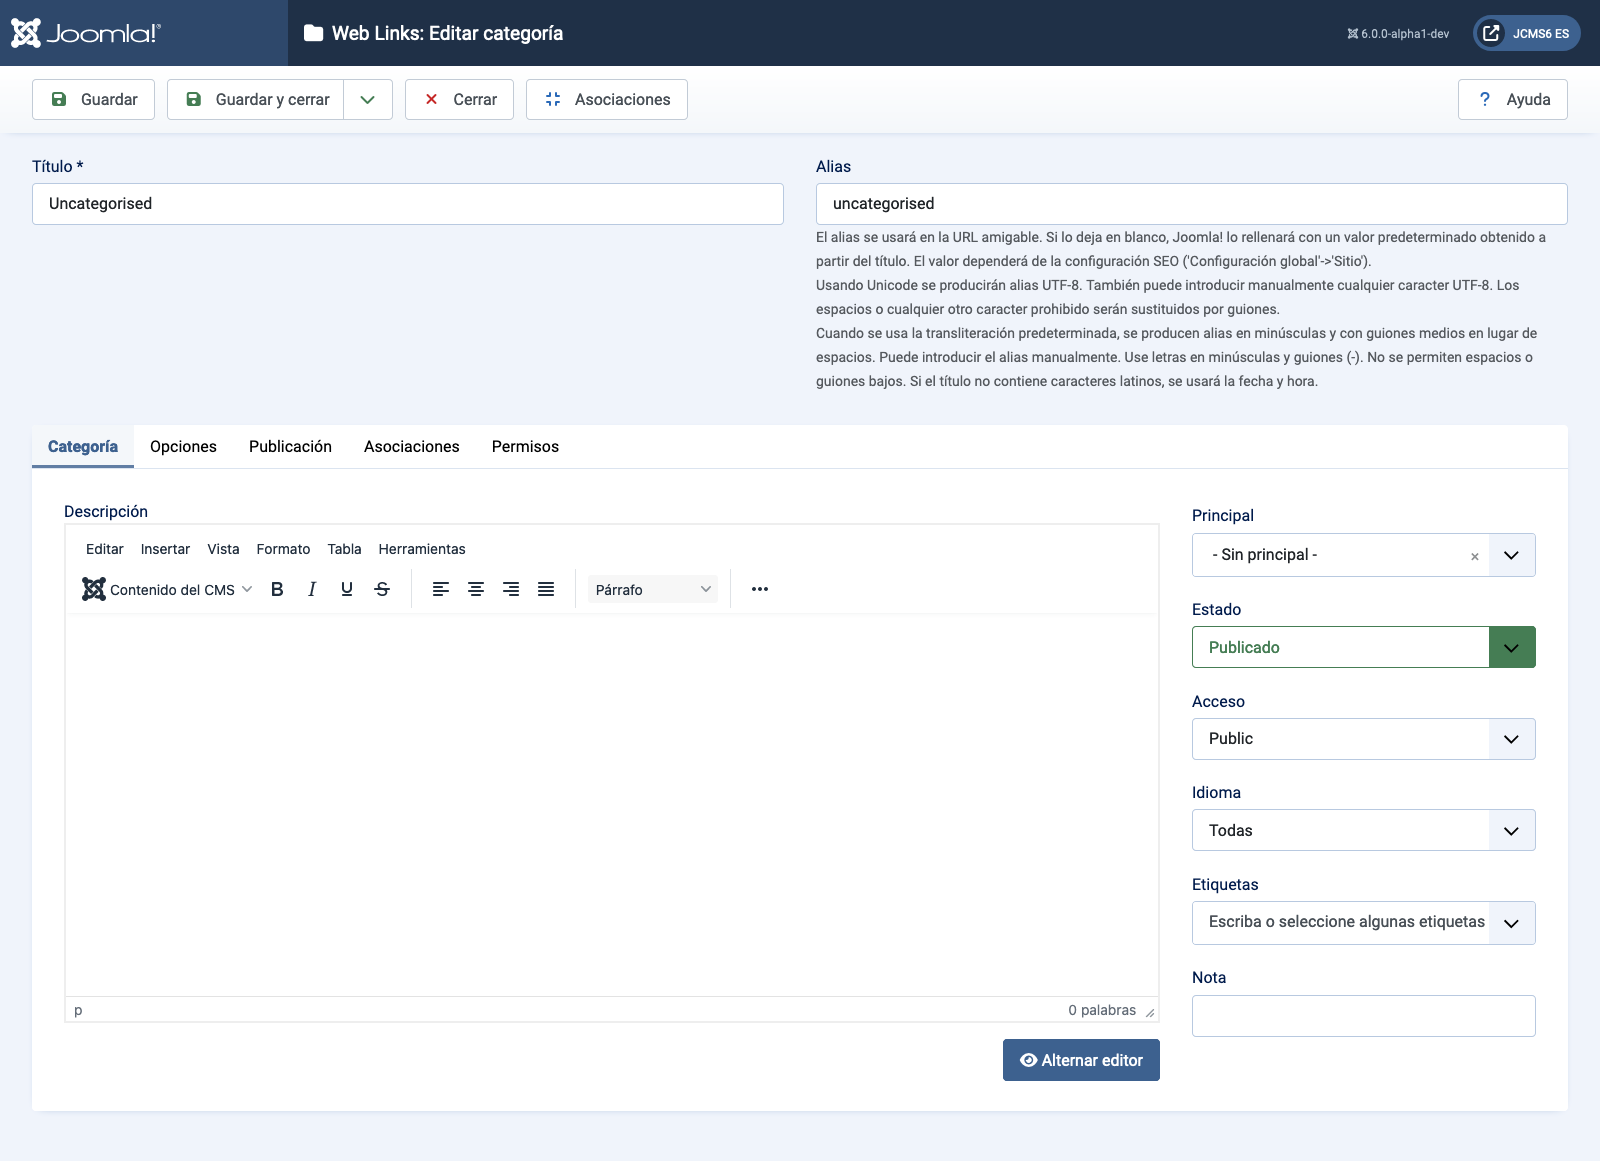 Joomla!®
Web Links: Editar categoría
6.0.0-alpha1-dev
JCMS6 ES
Guardar
Guardar y cerrar
Cerrar
Asociaciones
? Ayuda
Título *
Uncategorised
Alias
uncategorised
El alias se usará en la URL amigable. Si lo deja en blanco, Joomla! lo rellenará con un valor predeterminado obtenido a
partir del título. El valor dependerá de la configuración SEO ('Configuración global'->'Sitio').
Usando Unicode se producirán alias UTF-8. También puede introducir manualmente cualquier caracter UTF-8. Los
espacios o cualquier otro caracter prohibido serán sustituidos por guiones.
Cuando se usa la transliteración predeterminada, se producen alias en minúsculas y con guiones medios en lugar de
espacios. Puede introducir el alias manualmente. Use letras en minúsculas y guiones (-). No se permiten espacios o
guiones bajos. Si el título no contiene caracteres latinos, se usará la fecha y hora.
Categoría
Opciones
Publicación
Asociaciones
Permisos
Descripción
Editar Insertar Vista Formato Tabla Herramientas
Contenido del CMS B I U S Párrafo
p
0 palabras
Alternar editor
Principal
- Sin principal -
Estado
Publicado
Acceso
Public
Idioma
Todas
Etiquetas
Escriba o seleccione algunas etiquetas
Nota